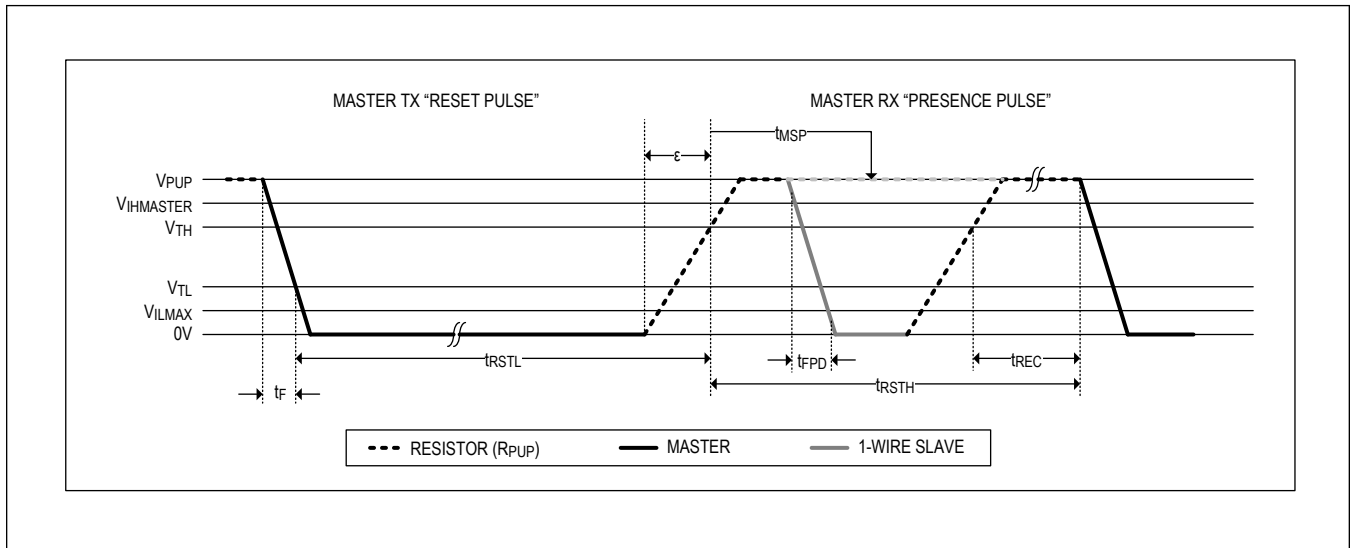 MASTER TX “RESET PULSE”
MASTER RX “PRESENCE PULSE”
tMSP
ε
VPUP
VIHMASTER
VTH
VTL
VILMAX
0V
tRSTL
tFPD
tREC
tRSTH
tF
RESISTOR (RPUP)
MASTER
1-WIRE SLAVE